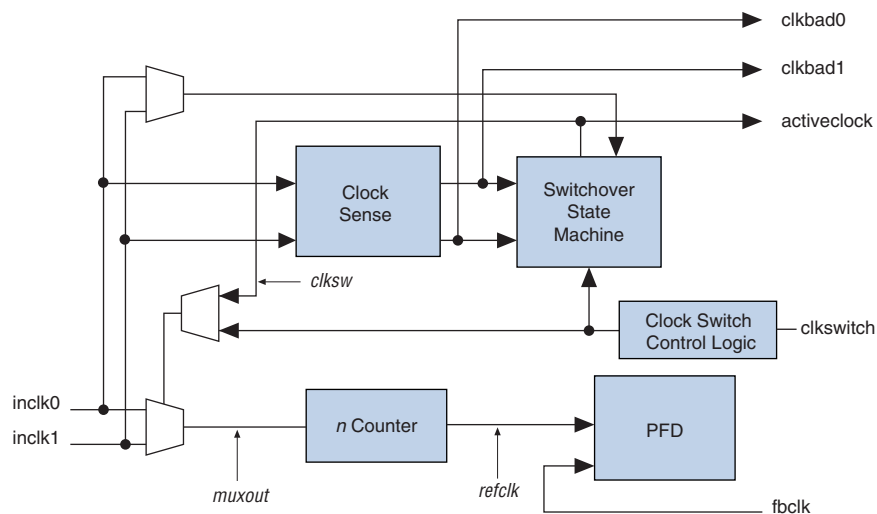 clkbad0
clkbad1
activeclock
Clock
Sense
Switchover
State
Machine
clksw
Clock Switch
Control Logic
clkswitch
inclk0
inclk1
n Counter
PFD
muxout
refclk
fbclk